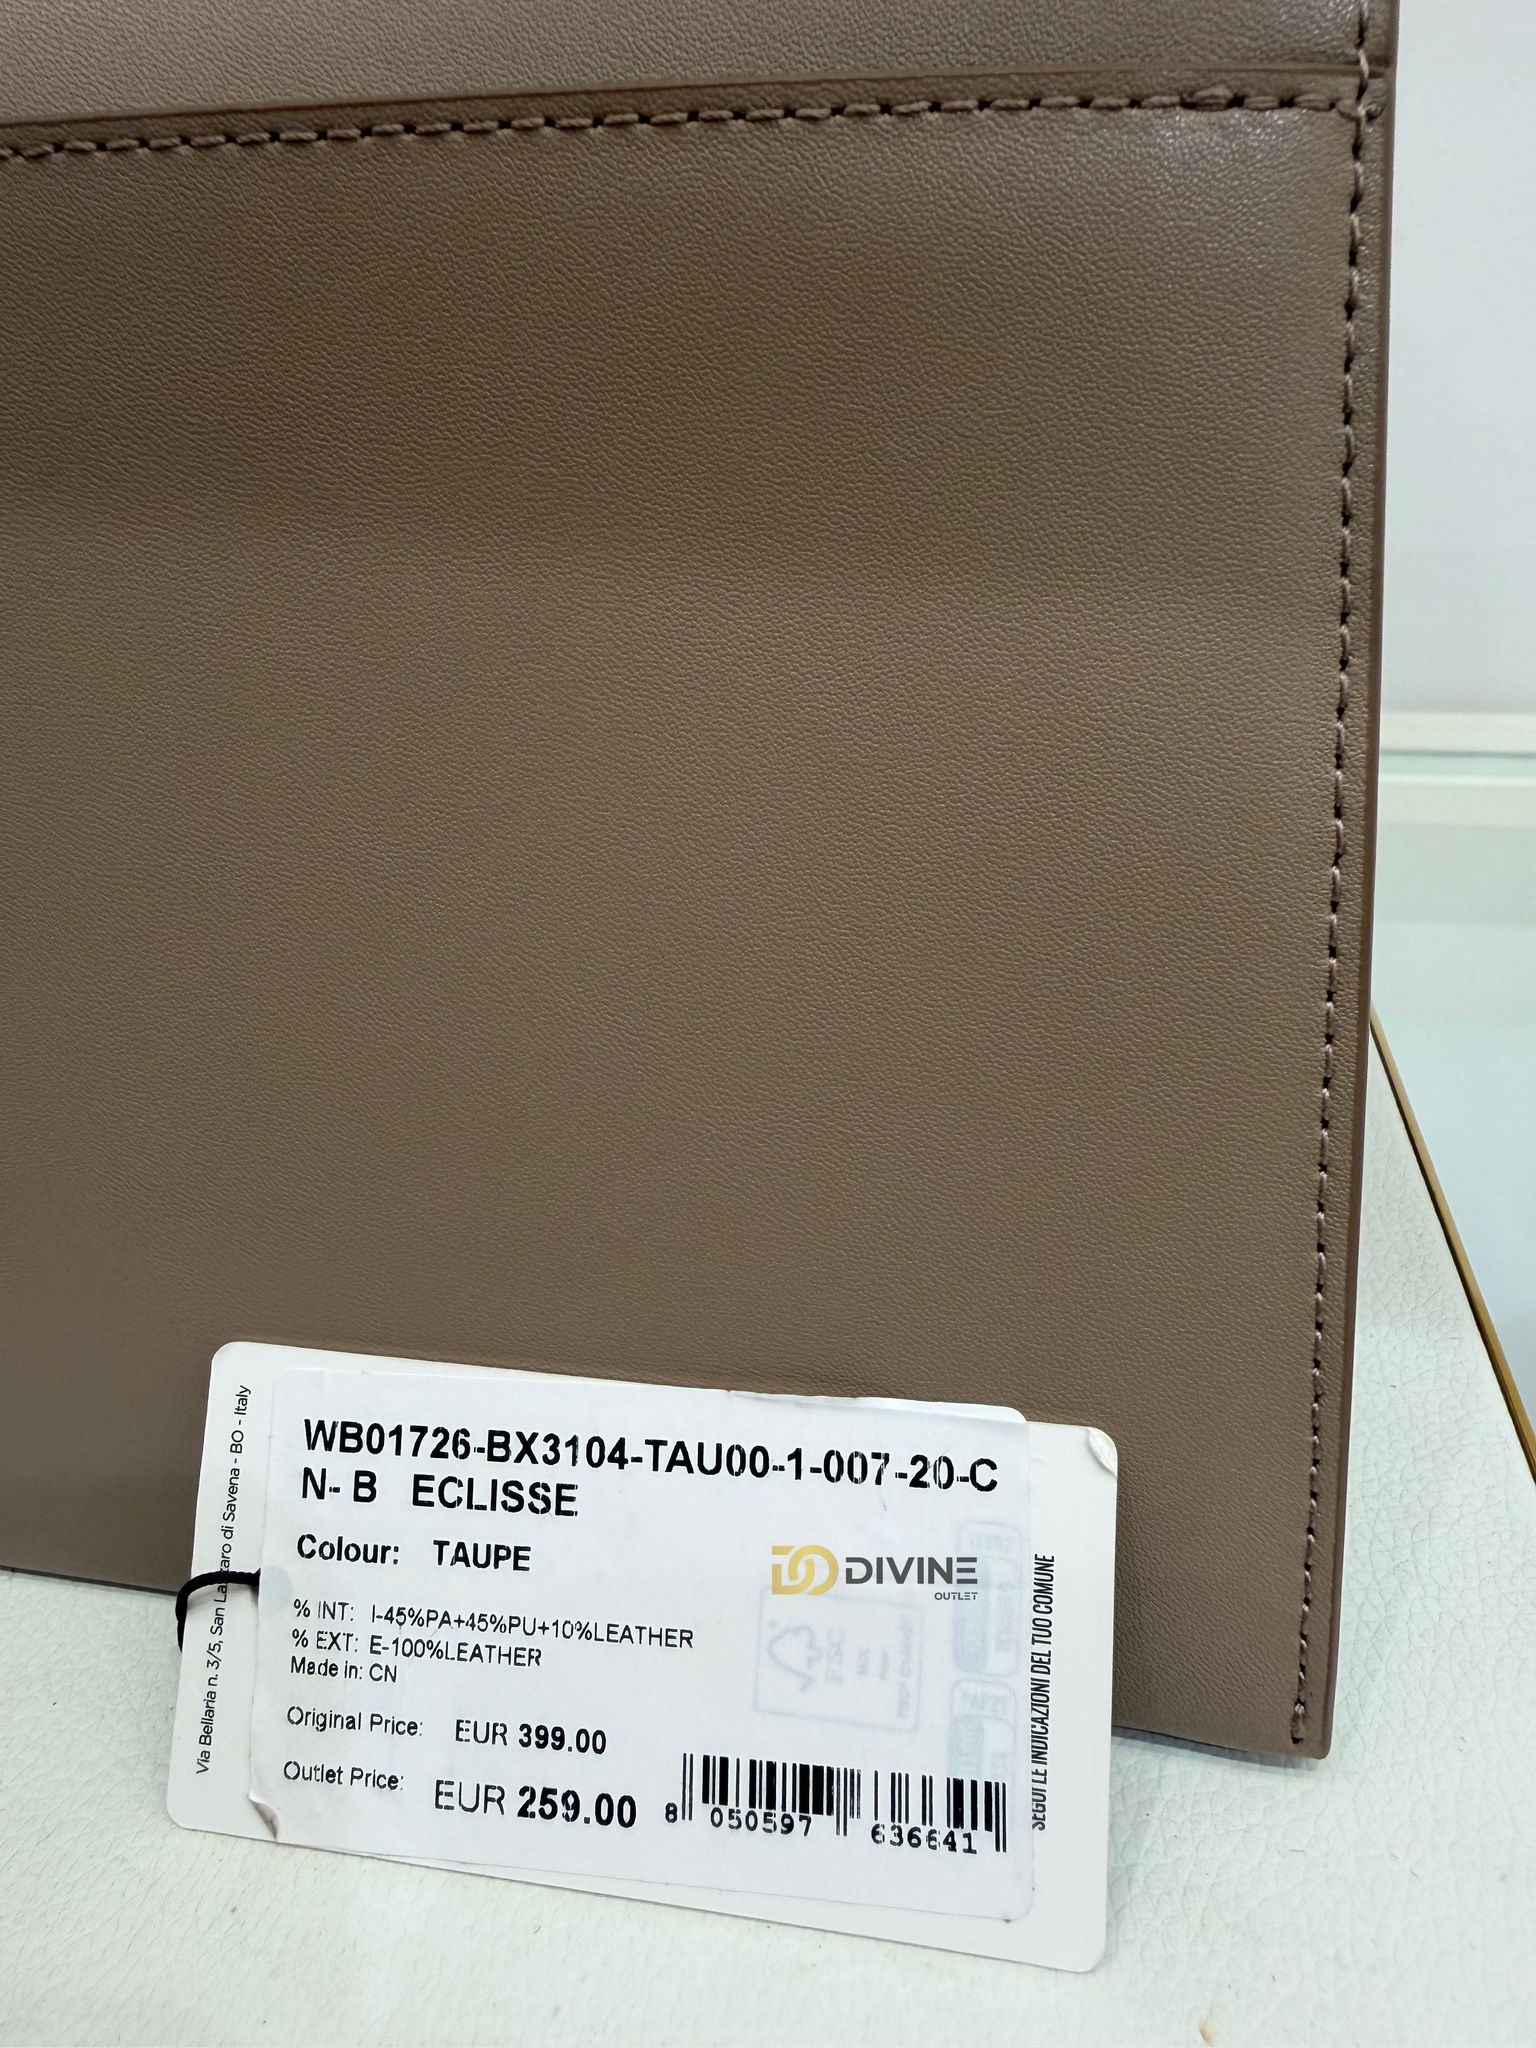 WB01726-BX3104-TAU00-1-007-20-C
N- B ECLISSE
Colour: TAUPE
DIVINE
OUTLET
% INT: I-45%PA+45%PU+10%LEATHER
% EXT: E-100%LEATHER
Made in: CN
Original Price: EUR 399.00
Outlet Price: EUR 259.00
8 050597 636641
Via Bellaria n. 3/5, San Lazzaro di Savena - BO - Italy
SEGUI LE INDICAZIONI DEL TUO COMUNE